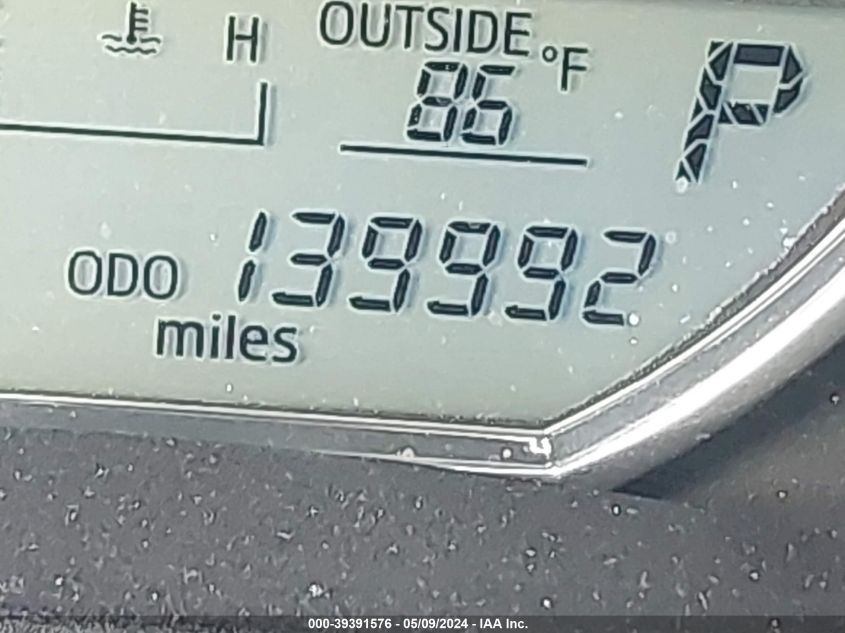 H
OUTSIDE
86 °F
P
ODO 139992
miles
000-39391576 - 05/09/2024 - IAA Inc.